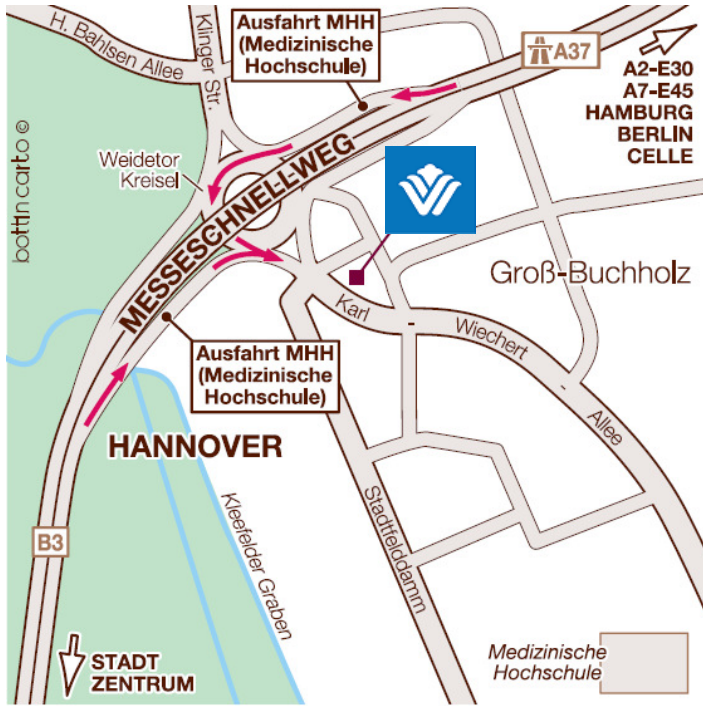 H. Bahlsen Allee
Klinger Str.
Ausfahrt MHH
(Medizinische
Hochschule)
A37
A2-E30
A7-E45
HAMBURG
BERLIN
CELLE
bottin carto ©
Weidetor
Kreisel
MESSESCHNELLWEG
Groß-Buchholz
Karl - Wiechert - Allee
Ausfahrt MHH
(Medizinische
Hochschule)
HANNOVER
Kleefelder Graben
Stadtfelddamm
B3
STADT
ZENTRUM
Medizinische
Hochschule